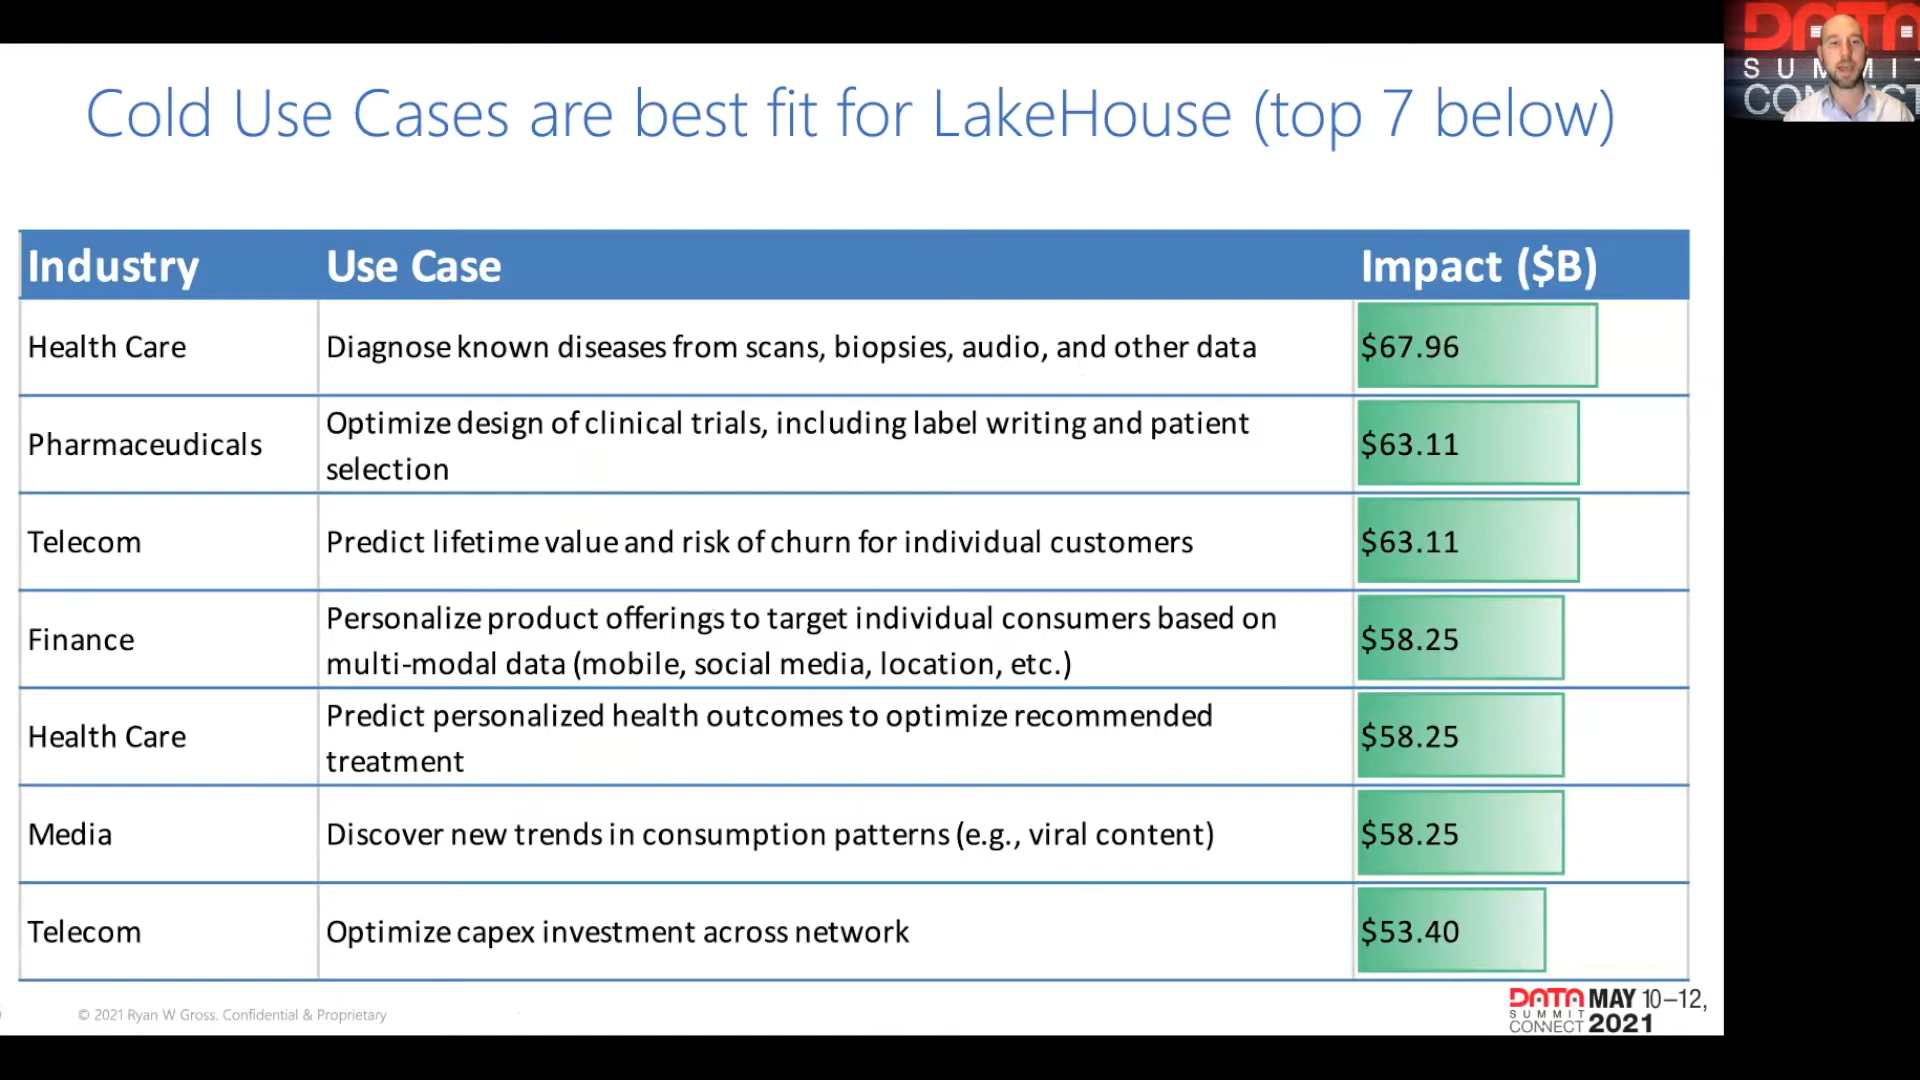 Cold Use Cases are best fit for LakeHouse (top 7 below)
Industry Use Case Impact ($B)
Health Care Diagnose known diseases from scans, biopsies, audio, and other data $67.96
Pharmaceudicals Optimize design of clinical trials, including label writing and patient
selection $63.11
Telecom Predict lifetime value and risk of churn for individual customers $63.11
Finance Personalize product offerings to target individual consumers based on
multi-modal data (mobile, social media, location, etc.) $58.25
Health Care Predict personalized health outcomes to optimize recommended
treatment $58.25
Media Discover new trends in consumption patterns (e.g., viral content) $58.25
Telecom Optimize capex investment across network $53.40
© 2021 Ryan W Gross. Confidential & Proprietary
DATA SUMMIT CONNECT MAY 10–12, 2021
DATA
SUMMIT